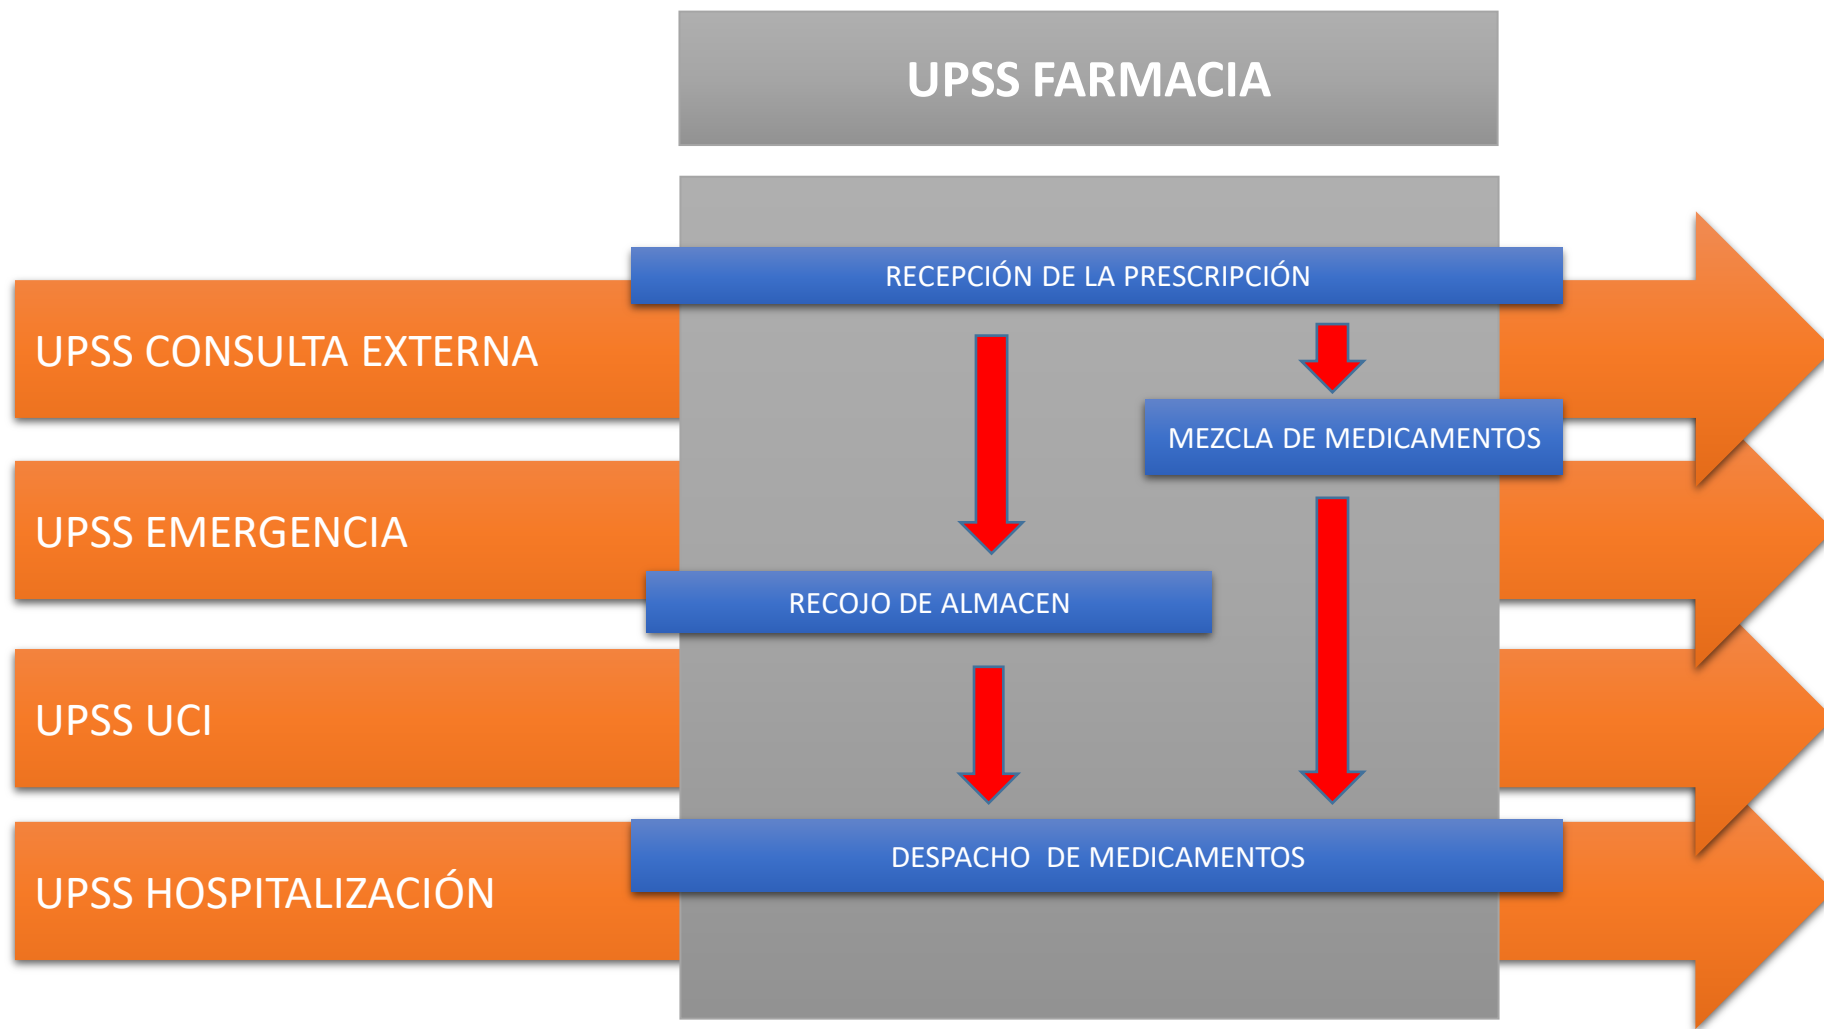 UPSS FARMACIA
RECEPCIÓN DE LA PRESCRIPCIÓN
UPSS CONSULTA EXTERNA
MEZCLA DE MEDICAMENTOS
UPSS EMERGENCIA
RECOJO DE ALMACEN
UPSS UCI
DESPACHO  DE MEDICAMENTOS
UPSS HOSPITALIZACIÓN